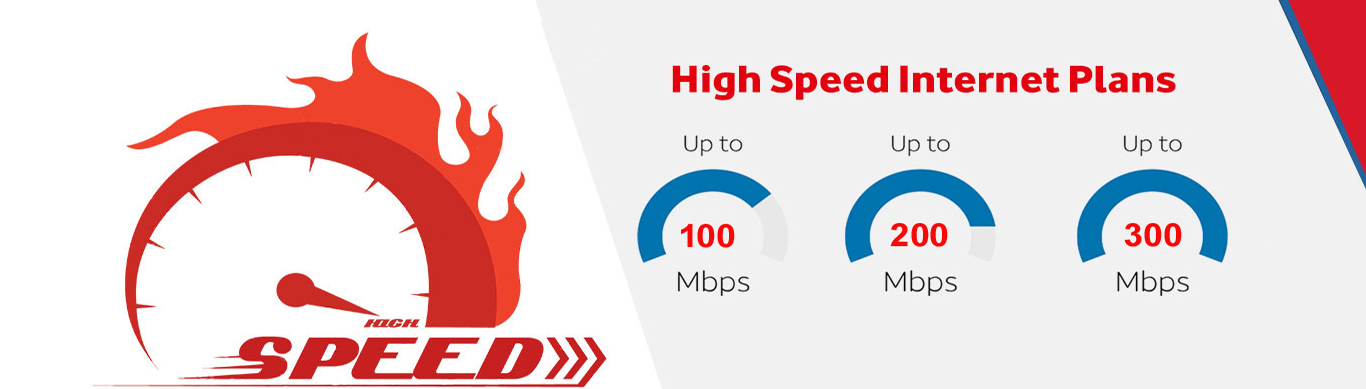 High Speed Internet Plans
Up to
100
Mbps
Up to
200
Mbps
Up to
300
Mbps
HIGH
SPEED